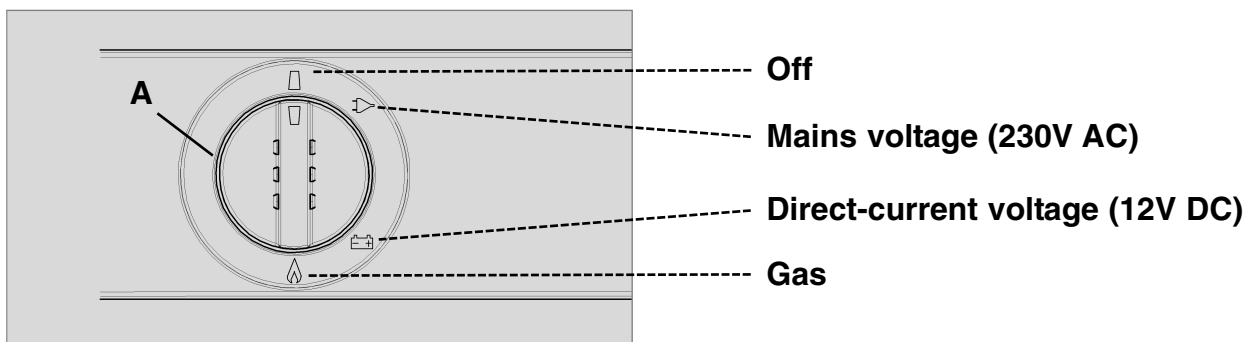 Off
A
Mains voltage (230V AC)
Direct-current voltage (12V DC)
Gas